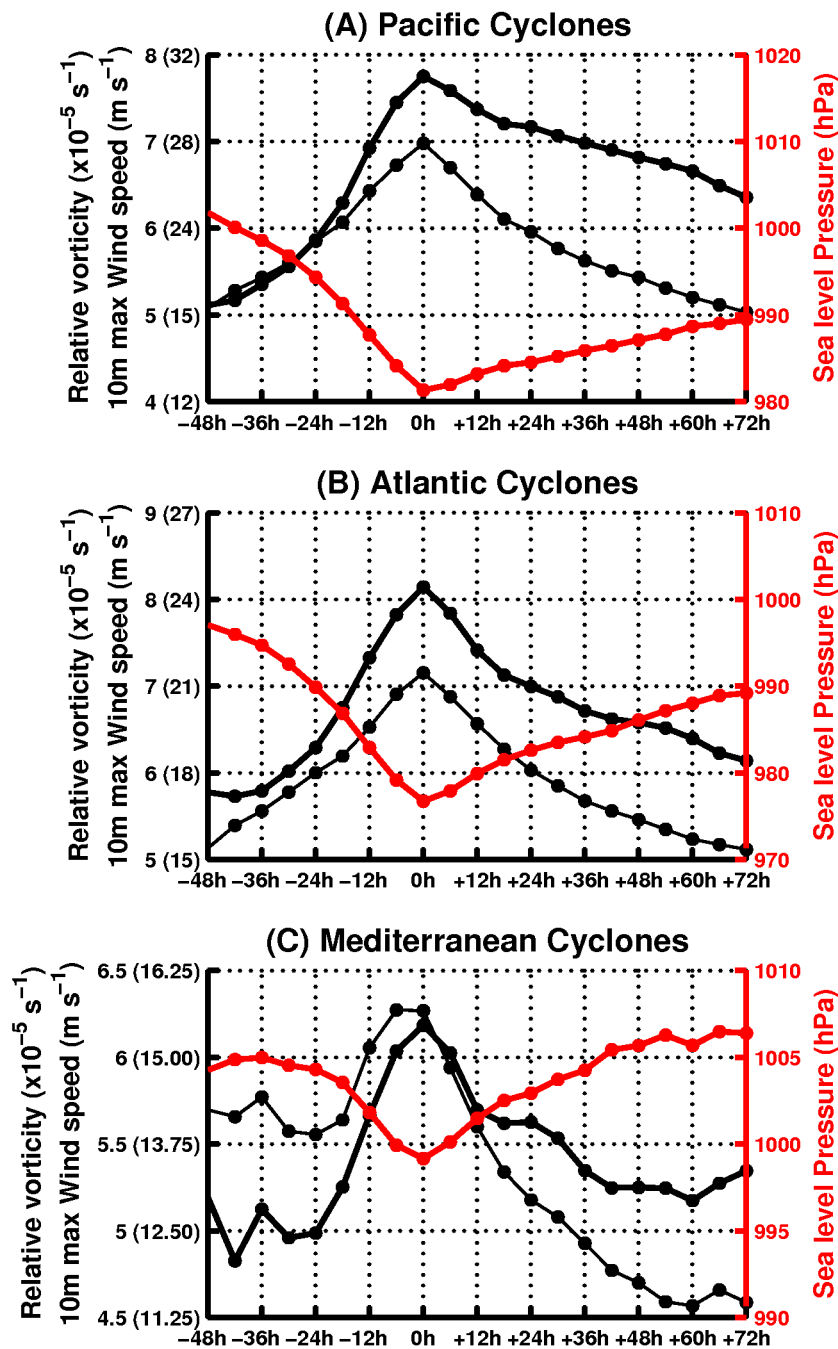 (A) Pacific Cyclones
Relative vorticity (x10−5 s−1)
10m max Wind speed (m s−1)
8 (32)
7 (28)
6 (24)
5 (15)
4 (12)
1020
1010
1000
990
980
Sea level Pressure (hPa)
−48h −36h −24h −12h 0h +12h +24h +36h +48h +60h +72h
(B) Atlantic Cyclones
Relative vorticity (x10−5 s−1)
10m max Wind speed (m s−1)
9 (27)
8 (24)
7 (21)
6 (18)
5 (15)
1010
1000
990
980
970
Sea level Pressure (hPa)
−48h −36h −24h −12h 0h +12h +24h +36h +48h +60h +72h
(C) Mediterranean Cyclones
Relative vorticity (x10−5 s−1)
10m max Wind speed (m s−1)
6.5 (16.25)
6 (15.00)
5.5 (13.75)
5 (12.50)
4.5 (11.25)
1010
1005
1000
995
990
Sea level Pressure (hPa)
−48h −36h −24h −12h 0h +12h +24h +36h +48h +60h +72h